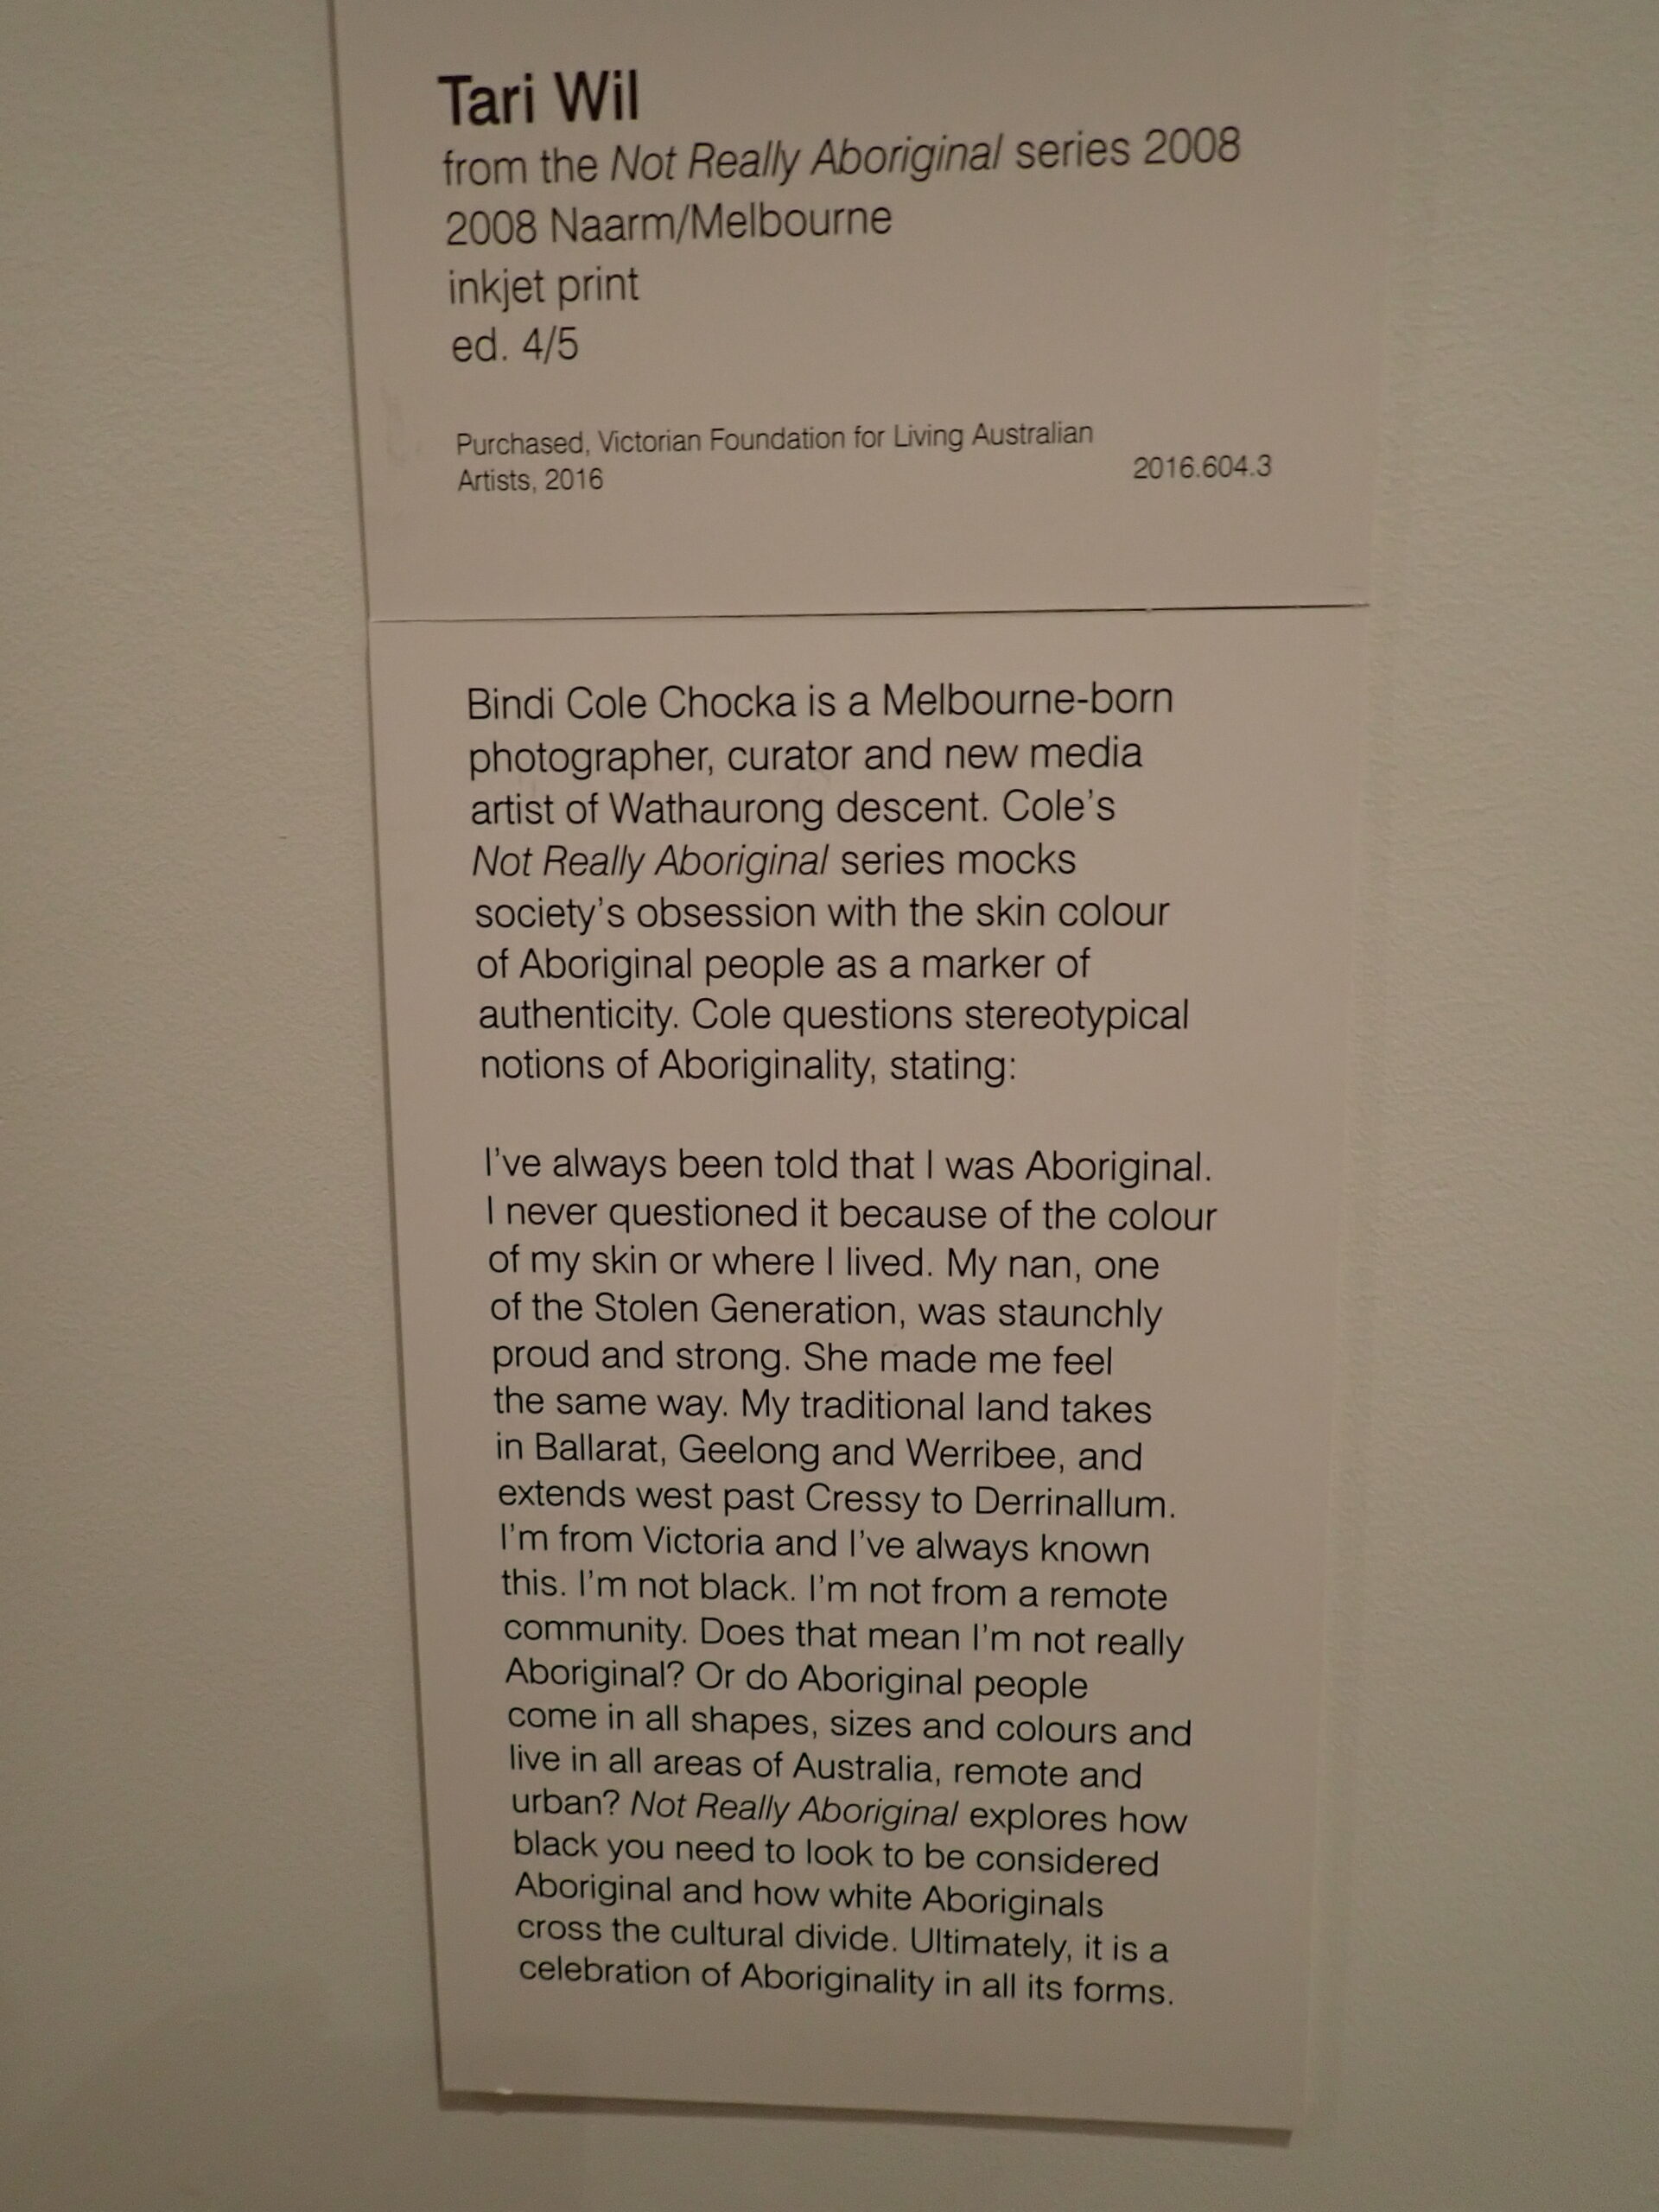 Tari Wil
from the Not Really Aboriginal series 2008
2008 Naarm/Melbourne
inkjet print
ed. 4/5
Purchased, Victorian Foundation for Living Australian
Artists, 2016
2016.604.3
Bindi Cole Chocka is a Melbourne-born
photographer, curator and new media
artist of Wathaurong descent. Cole's
Not Really Aboriginal series mocks
society's obsession with the skin colour
of Aboriginal people as a marker of
authenticity. Cole questions stereotypical
notions of Aboriginality, stating:
I've always been told that I was Aboriginal.
I never questioned it because of the colour
of my skin or where I lived. My nan, one
of the Stolen Generation, was staunchly
proud and strong. She made me feel
the same way. My traditional land takes
in Ballarat, Geelong and Werribee, and
extends west past Cressy to Derrinallum.
I'm from Victoria and I've always known
this. I'm not black. I'm not from a remote
community. Does that mean I'm not really
Aboriginal? Or do Aboriginal people
come in all shapes, sizes and colours and
live in all areas of Australia, remote and
urban? Not Really Aboriginal explores how
black you need to look to be considered
Aboriginal and how white Aboriginals
cross the cultural divide. Ultimately, it is a
celebration of Aboriginality in all its forms.